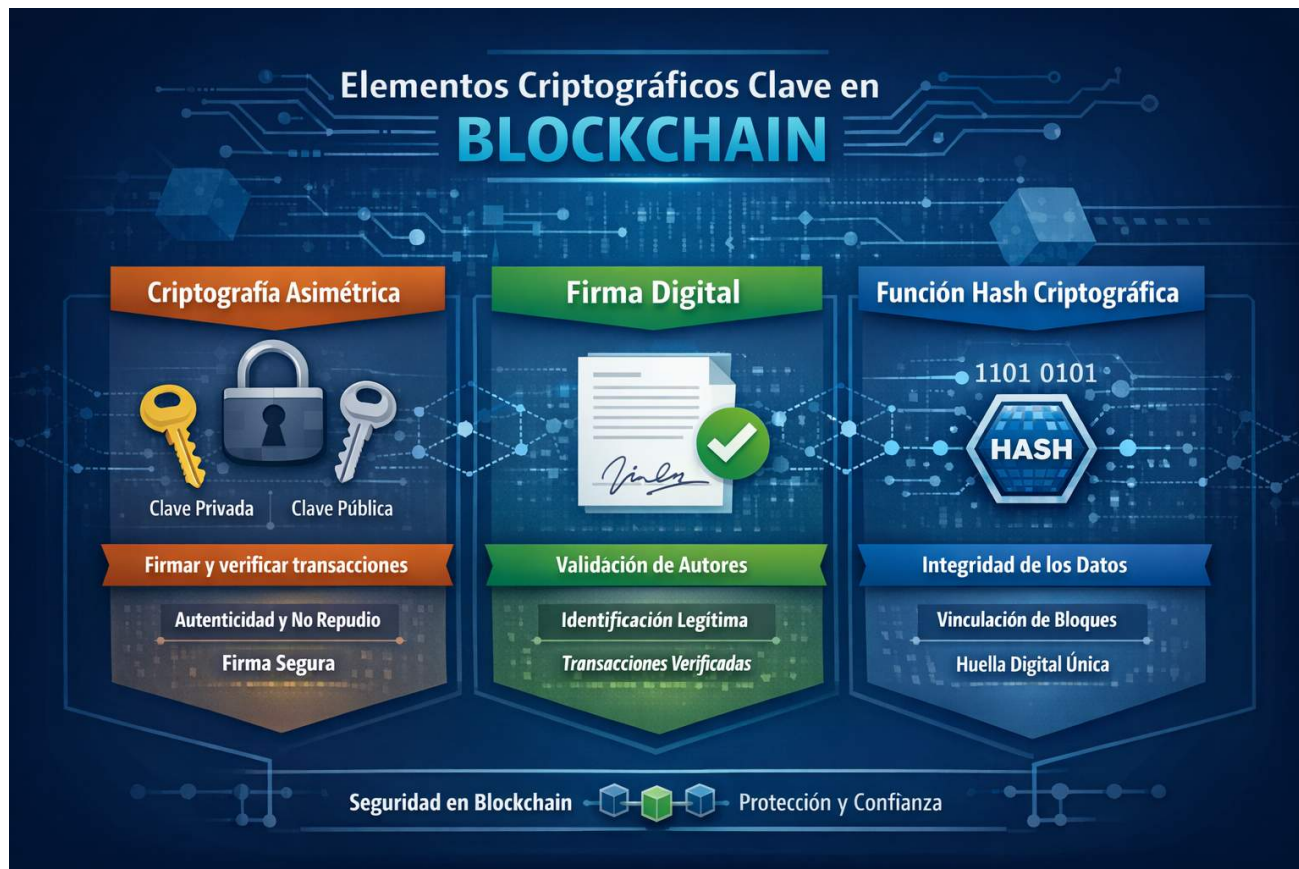 Elementos Criptográficos Clave en
BLOCKCHAIN
Criptografía Asimétrica
Clave Privada
Clave Pública
Firmar y verificar transacciones
Autenticidad y No Repudio
Firma Segura
Firma Digital
Validación de Autores
Identificación Legítima
Transacciones Verificadas
Función Hash Criptográfica
1101 0101
HASH
Integridad de los Datos
Vinculación de Bloques
Huella Digital Única
Seguridad en Blockchain
Protección y Confianza